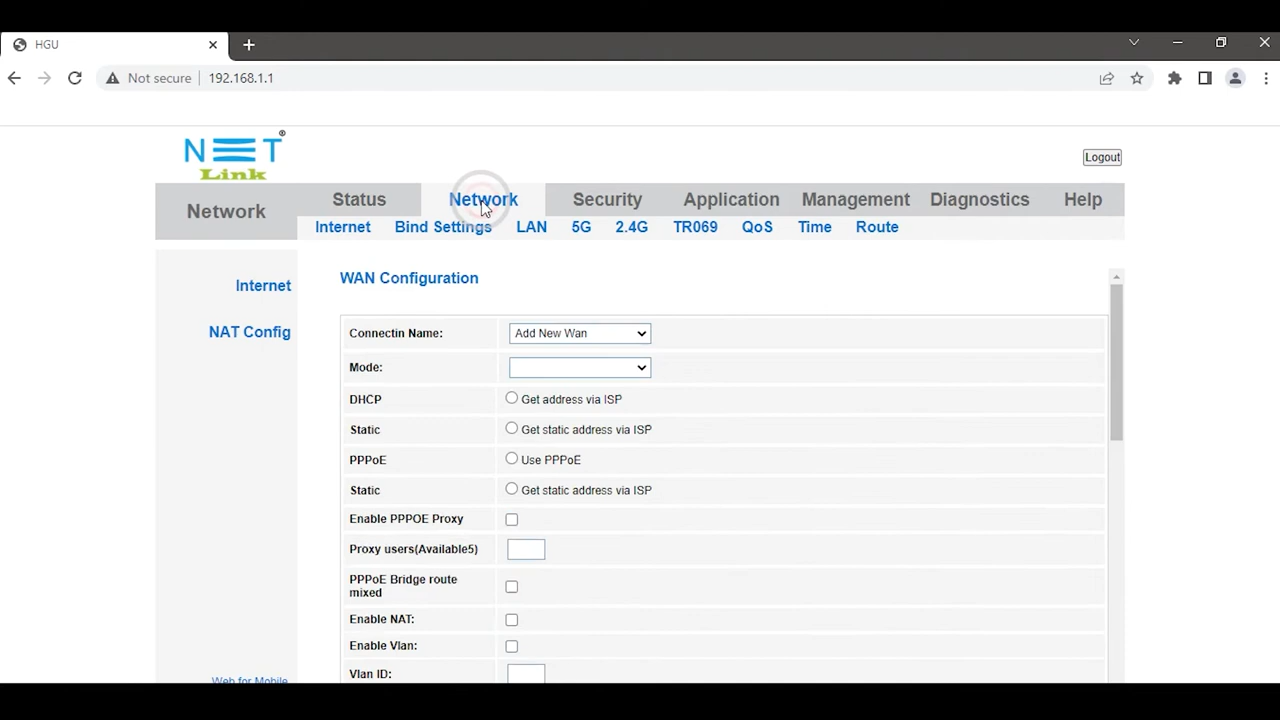 HGU
Not secure 192.168.1.1
NET®
Link
Logout
Network
Status Network Security Application Management Diagnostics Help
Internet Bind Settings LAN 5G 2.4G TR069 QoS Time Route
Internet
NAT Config
WAN Configuration
Connectin Name: Add New Wan
Mode:
DHCP Get address via ISP
Static Get static address via ISP
PPPoE Use PPPoE
Static Get static address via ISP
Enable PPPOE Proxy
Proxy users(Available5)
PPPoE Bridge route
mixed
Enable NAT:
Enable Vlan:
Vlan ID:
Web for Mobile